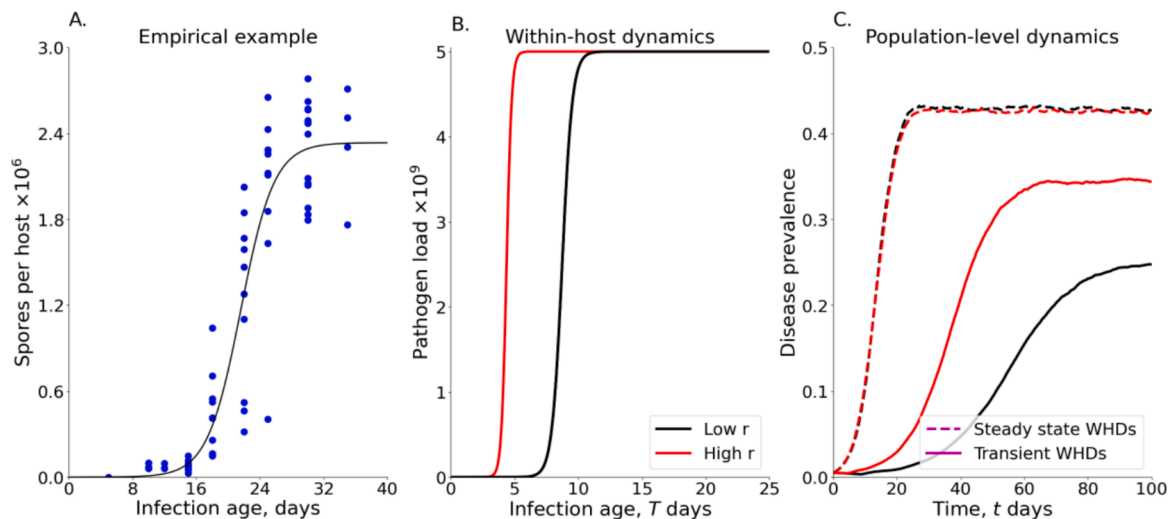 A.
Empirical example
Spores per host ×10⁶
3.0
2.4
1.8
1.2
0.6
0.0
0 8 16 24 32 40
Infection age, days
B.
Within-host dynamics
Pathogen load ×10⁹
5
4
3
2
1
0
0 5 10 15 20 25
Infection age, T days
Low r
High r
C.
Population-level dynamics
Disease prevalence
0.5
0.4
0.3
0.2
0.1
0.0
0 20 40 60 80 100
Time, t days
Steady state WHDs
Transient WHDs